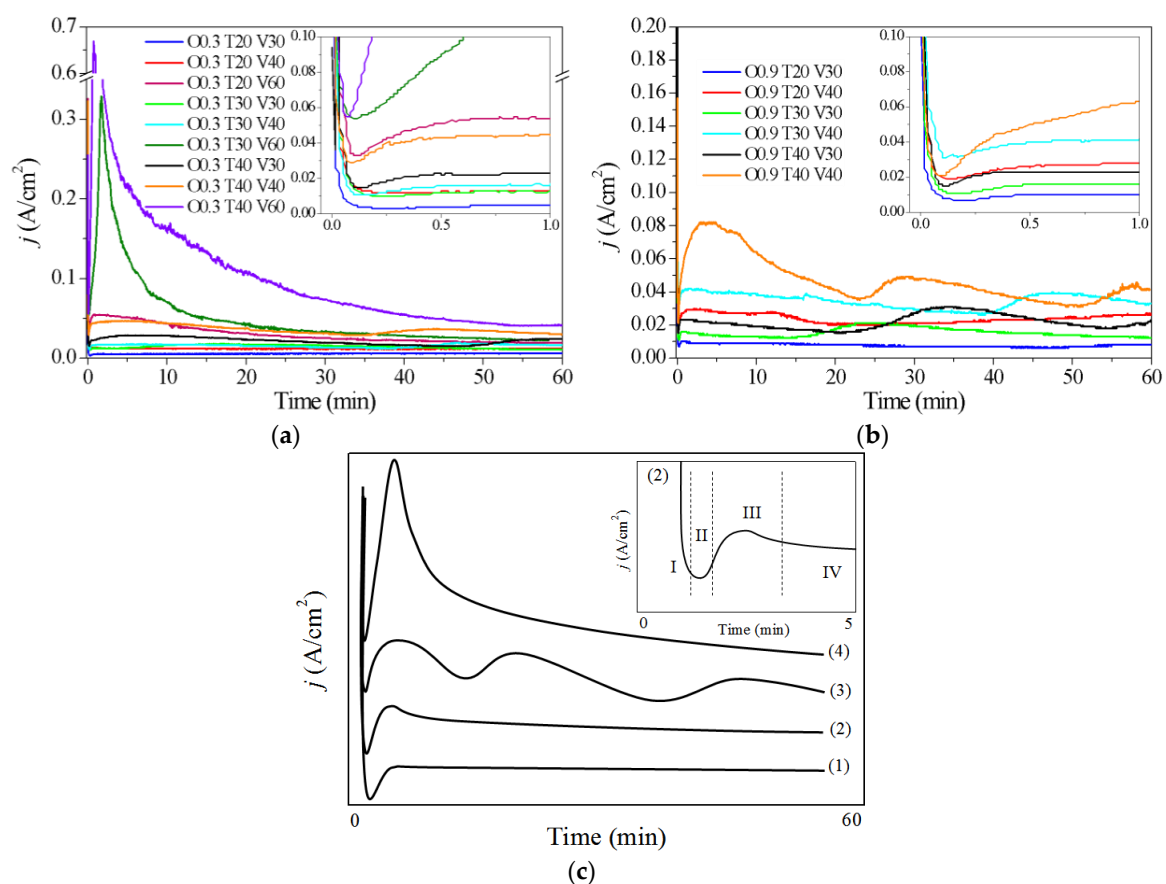 (a)
0.7
0.6
0.3
0.2
0.1
0.0
j (A/cm²)
O0.3 T20 V30
O0.3 T20 V40
O0.3 T20 V60
O0.3 T30 V30
O0.3 T30 V40
O0.3 T30 V60
O0.3 T40 V30
O0.3 T40 V40
O0.3 T40 V60
0.10
0.08
0.06
0.04
0.02
0.00
0.0 0.5 1.0
0 10 20 30 40 50 60
Time (min)
(b)
0.20
0.18
0.16
0.14
0.12
0.10
0.08
0.06
0.04
0.02
0.00
j (A/cm²)
O0.9 T20 V30
O0.9 T20 V40
O0.9 T30 V30
O0.9 T30 V40
O0.9 T40 V30
O0.9 T40 V40
0.10
0.08
0.06
0.04
0.02
0.00
0.0 0.5 1.0
0 10 20 30 40 50 60
Time (min)
j (A/cm²)
(2)
j (A/cm²)
I
II
III
IV
0 5
Time (min)
(4)
(3)
(2)
(1)
0 60
Time (min)
(c)